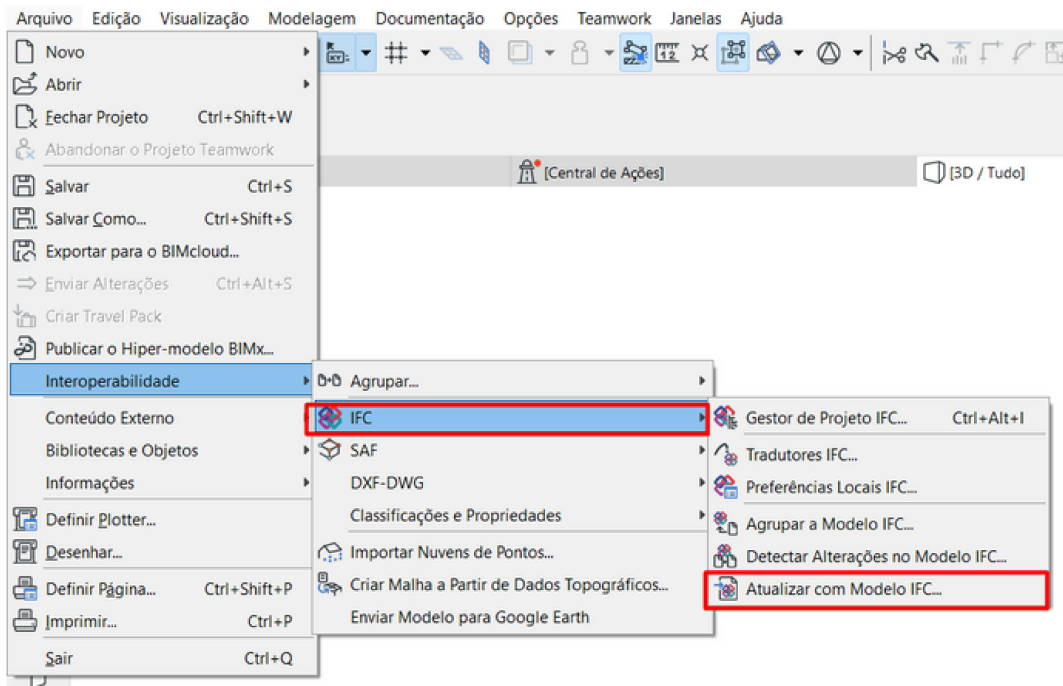 Arquivo Edição Visualização Modelagem Documentação Opções Teamwork Janelas Ajuda
Novo
Abrir
Fechar Projeto Ctrl+Shift+W
Abandonar o Projeto Teamwork
[Central de Ações] [3D / Tudo]
Salvar Ctrl+S
Salvar Como... Ctrl+Shift+S
Exportar para o BIMcloud...
Enviar Alterações Ctrl+Alt+S
Criar Travel Pack
Publicar o Hiper-modelo BIMx...
Interoperabilidade
Conteúdo Externo
Bibliotecas e Objetos
Informações
Definir Plotter...
Desenhar...
Definir Página... Ctrl+Shift+P
Imprimir... Ctrl+P
Sair Ctrl+Q
Agrupar...
IFC
SAF
DXF-DWG
Classificações e Propriedades
Importar Nuvens de Pontos...
Criar Malha a Partir de Dados Topográficos...
Enviar Modelo para Google Earth
Gestor de Projeto IFC... Ctrl+Alt+I
Tradutores IFC...
Preferências Locais IFC...
Agrupar a Modelo IFC...
Detectar Alterações no Modelo IFC...
Atualizar com Modelo IFC...